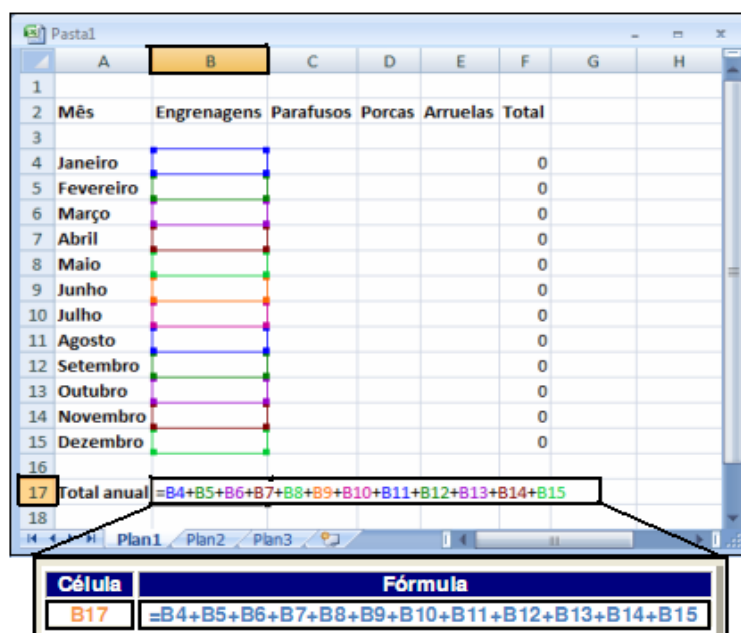 Pasta1
A B C D E F G H
1
2 Mês Engrenagens Parafusos Porcas Arruelas Total
3
4 Janeiro 0
5 Fevereiro 0
6 Março 0
7 Abril 0
8 Maio 0
9 Junho 0
10 Julho 0
11 Agosto 0
12 Setembro 0
13 Outubro 0
14 Novembro 0
15 Dezembro 0
16
17 Total anual =B4+B5+B6+B7+B8+B9+B10+B11+B12+B13+B14+B15
18
Plan1 Plan2 Plan3
Célula Fórmula
B17 =B4+B5+B6+B7+B8+B9+B10+B11+B12+B13+B14+B15